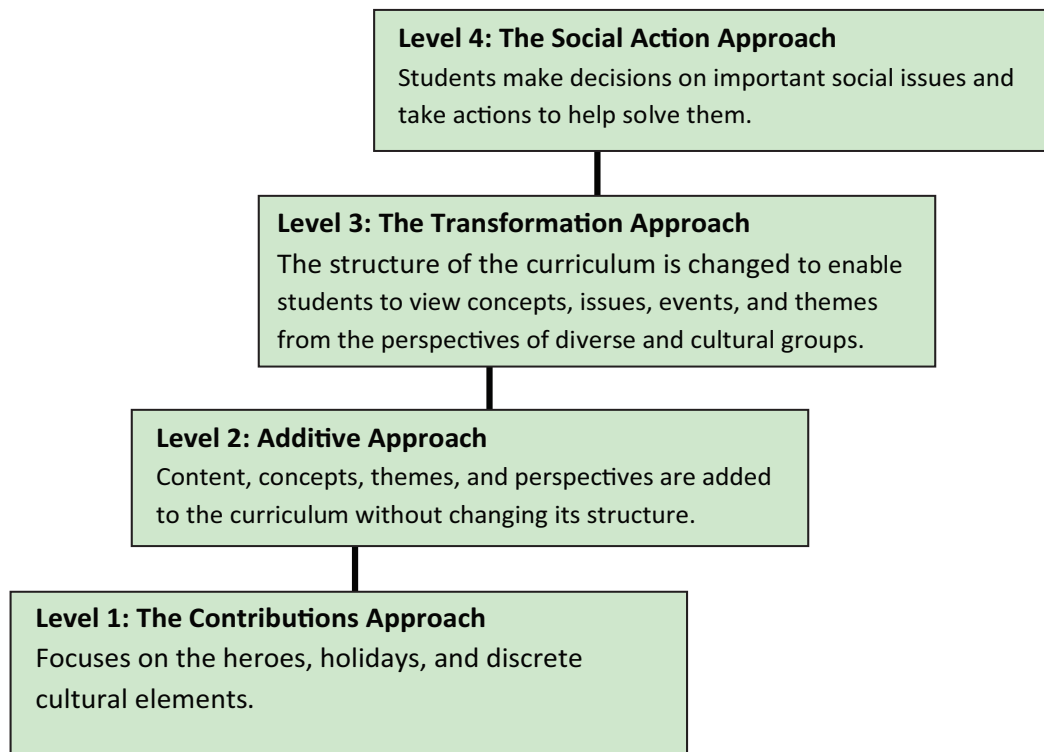 Level 4: The Social Action Approach
Students make decisions on important social issues and
take actions to help solve them.
Level 3: The Transformation Approach
The structure of the curriculum is changed to enable
students to view concepts, issues, events, and themes
from the perspectives of diverse and cultural groups.
Level 2: Additive Approach
Content, concepts, themes, and perspectives are added
to the curriculum without changing its structure.
Level 1: The Contributions Approach
Focuses on the heroes, holidays, and discrete
cultural elements.